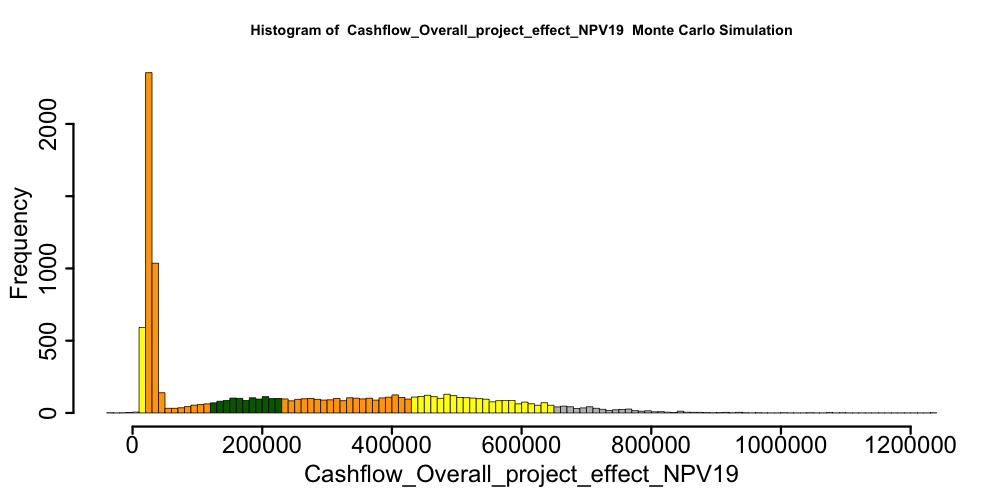 Histogram of  Cashflow_Overall_project_effect_NPV19  Monte Carlo Simulation
Frequency
2000
1000
500
0
0 200000 400000 600000 800000 1000000 1200000
Cashflow_Overall_project_effect_NPV19